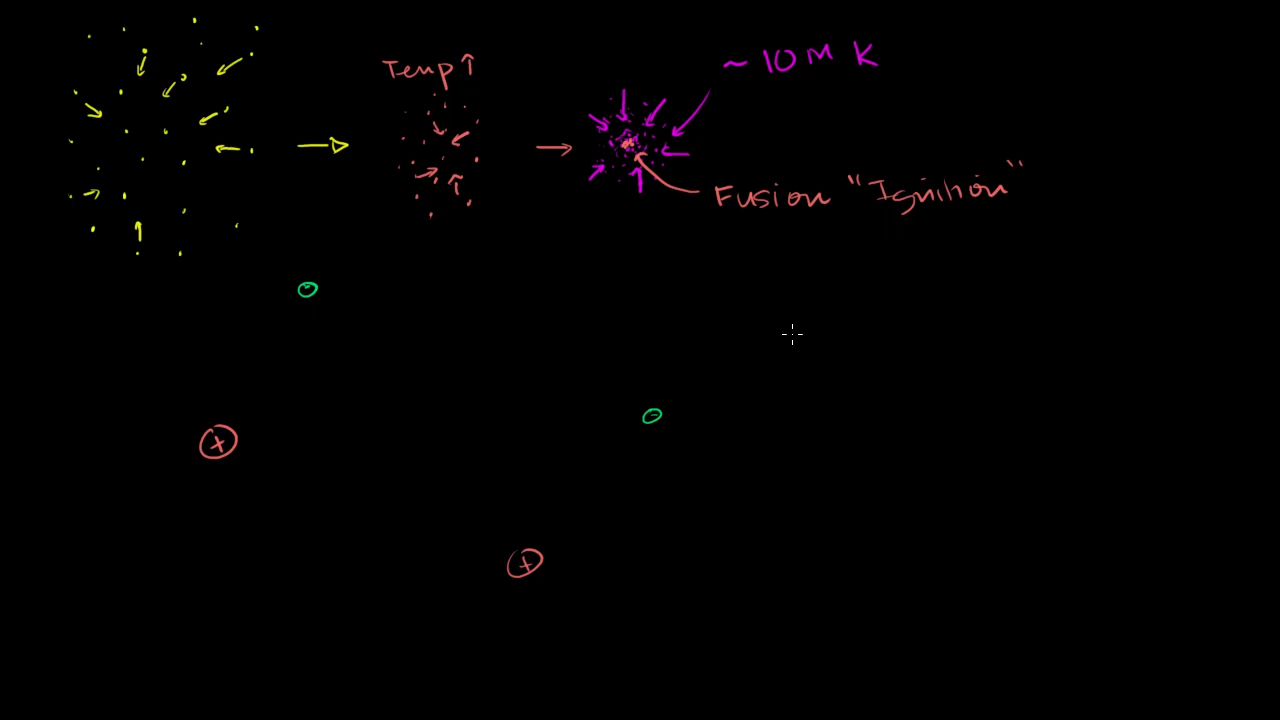 Temp ↑
~ 10 M K
Fusion "Ignition"
-
-
+
+